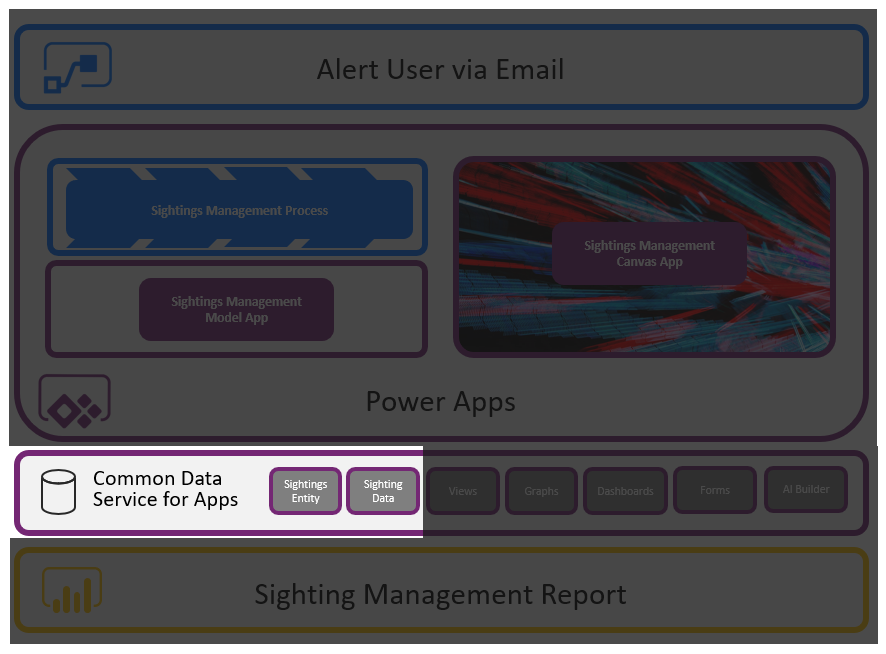 Alert User via Email
Sightings Management Process
Sightings Management
Canvas App
Sightings Management
Model App
Power Apps
Common Data
Service for Apps
Sightings
Entity
Sighting
Data
Views
Graphs
Dashboards
Forms
AI Builder
Sighting Management Report